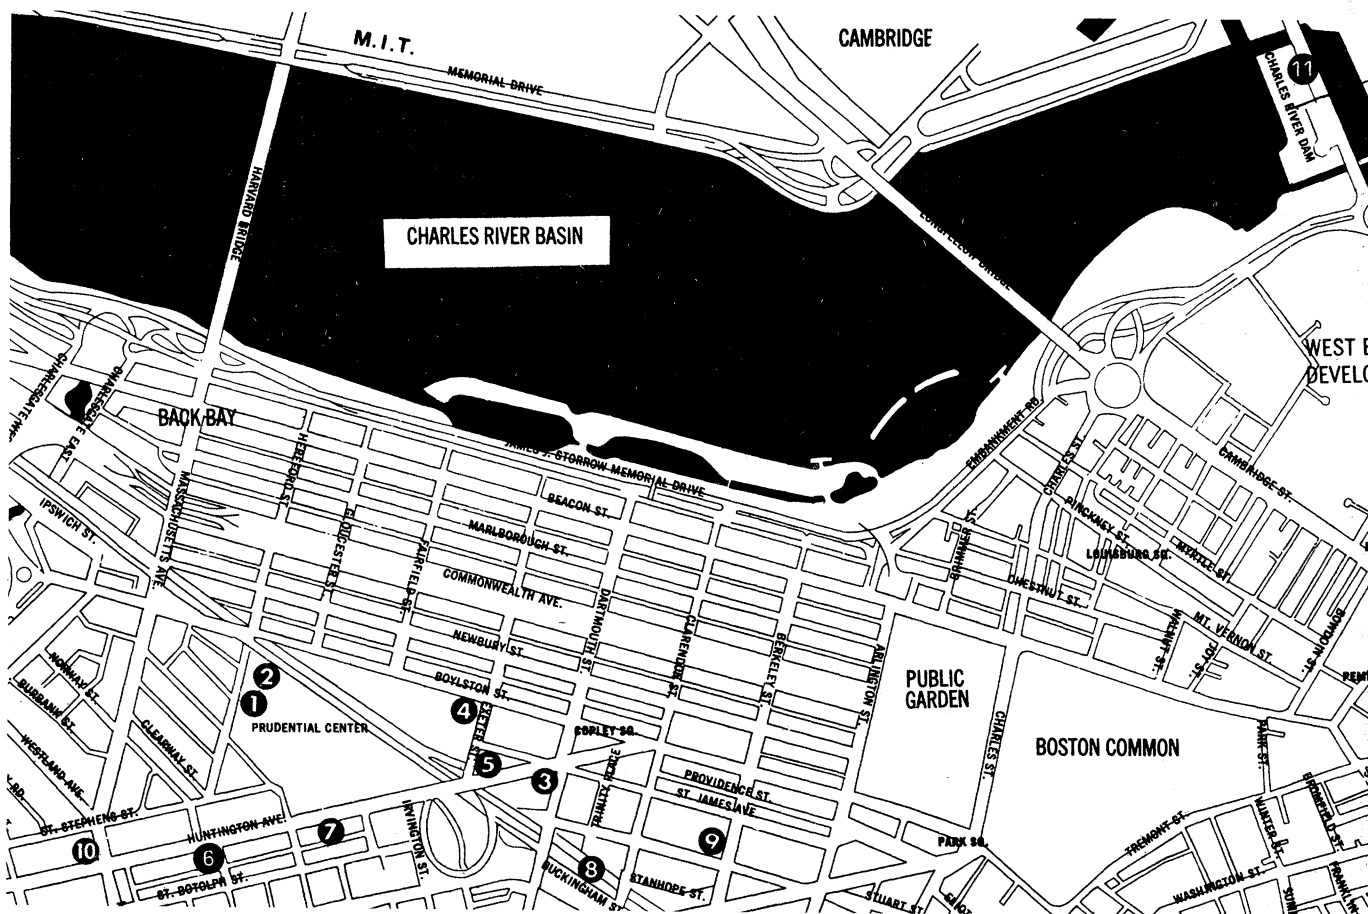 M.I.T.
CAMBRIDGE
MEMORIAL DRIVE
11
CHARLES RIVER DAM
HARVARD BRIDGE
CHARLES RIVER BASIN
LONGFELLOW BRIDGE
WEST E
DEVELO
CHARLESGATE EAST
BACK BAY
EMBANKMENT RD
CHARLES ST.
CAMBRIDGE ST.
HEREFORD ST.
JAMES J. STORROW MEMORIAL DRIVE
MASSACHUSETTS AVE.
BEACON ST.
IPSWICH ST.
GLOUCESTER ST.
MARLBOROUGH ST.
PINCKNEY ST.
BRIMMER ST.
LOUISBURG SQ.
MYRTLE ST.
FAIRFIELD ST.
COMMONWEALTH AVE.
CHESTNUT ST.
DARTMOUTH ST.
CLARENDON ST.
WALNUT ST.
MT. VERNON ST.
JOY ST.
BOWDOIN ST.
NEWBURY ST.
BERKELEY ST.
ARLINGTON ST.
PUBLIC
GARDEN
NORWAY ST.
2
BOYLSTON ST.
BURBANK ST.
1
4
EXETER ST.
PRUDENTIAL CENTER
COPLEY SQ.
CHARLES ST.
BOSTON COMMON
PARK ST.
CLEARWAY ST.
WESTLAND AVE.
5
3
TRINITY PLACE
PROVIDENCE ST.
ST. JAMES AVE.
BROMFIELD ST.
ST. STEPHENS ST.
HUNTINGTON AVE.
7
IRVINGTON ST.
WINTER ST.
TREMONT ST.
10
6
9
PARK SQ.
8
BUCKINGHAM ST.
STANHOPE ST.
ST. BOTOLPH ST.
STUART ST.
WASHINGTON ST.